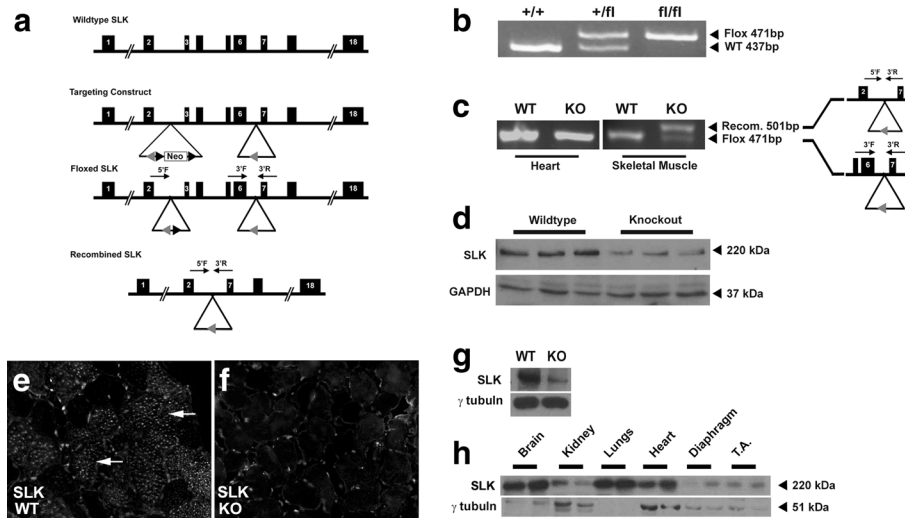 a
Wildtype SLK
1 2 3 6 7 18
Targeting Construct
1 2 3 6 7 18
Neo
Floxed SLK
5'F 3'F 3'R
1 2 3 6 7 18
Recombined SLK
5'F 3'R
1 2 7 18
b
+/+ +/fl fl/fl
Flox 471bp
WT 437bp
c
WT KO WT KO
Recom. 501bp
Flox 471bp
Heart Skeletal Muscle
5'F 3'R
2 7
3'F 3'R
6 7
d
Wildtype Knockout
SLK 220 kDa
GAPDH 37 kDa
e
SLK
WT
f
SLK
KO
g
WT KO
SLK
γ tubuln
h
Brain Kidney Lungs Heart Diaphragm T.A.
SLK 220 kDa
γ tubuln 51 kDa